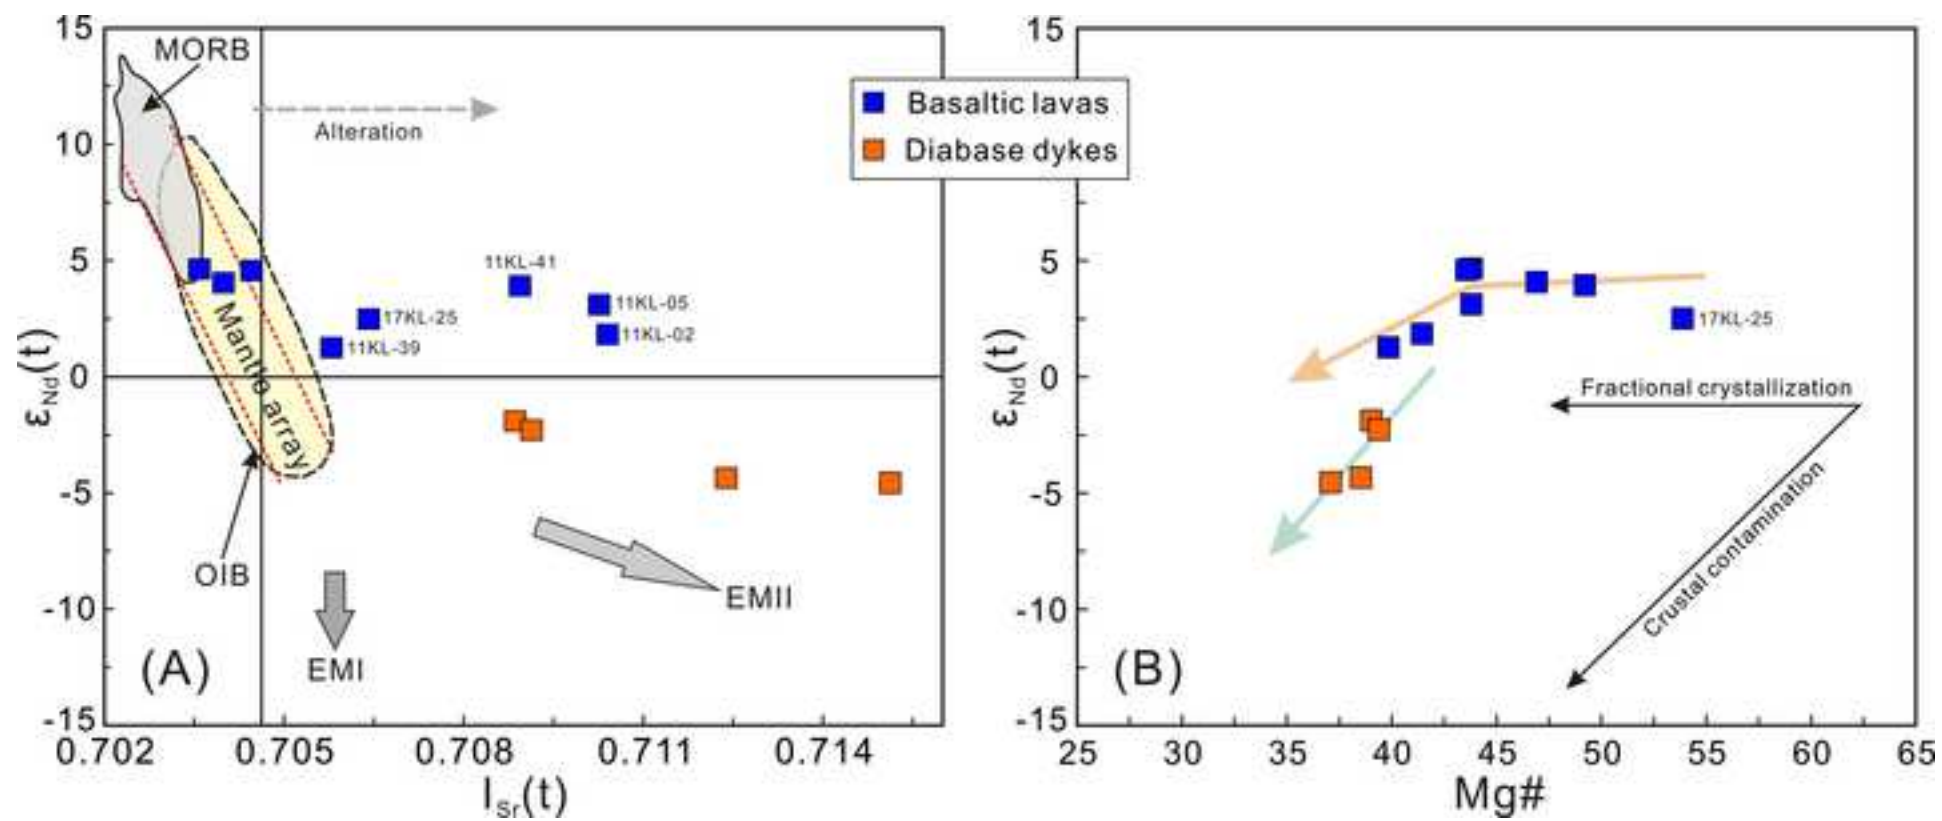 15
10
5
0
-5
-10
-15
εNd(t)
MORB
Alteration
11KL-41
17KL-25
11KL-39
11KL-05
11KL-02
Mantle array
OIB
EMI
EMII
(A)
0.702 0.705 0.708 0.711 0.714
ISr(t)
Basaltic lavas
Diabase dykes
15
5
0
-5
-10
-15
εNd(t)
17KL-25
Fractional crystallization
Crustal contamination
(B)
25 30 35 40 45 50 55 60 65
Mg#